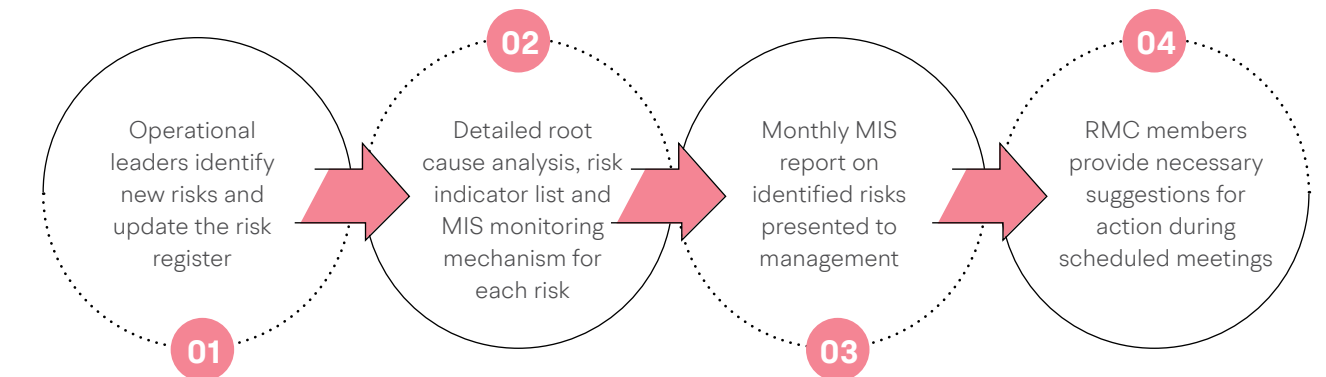 Operational
leaders identify
new risks and
update the risk
register
01
02
Detailed root
cause analysis, risk
indicator list and
MIS monitoring
mechanism for
each risk
Monthly MIS
report on
identified risks
presented to
management
03
04
RMC members
provide necessary
suggestions for
action during
scheduled meetings